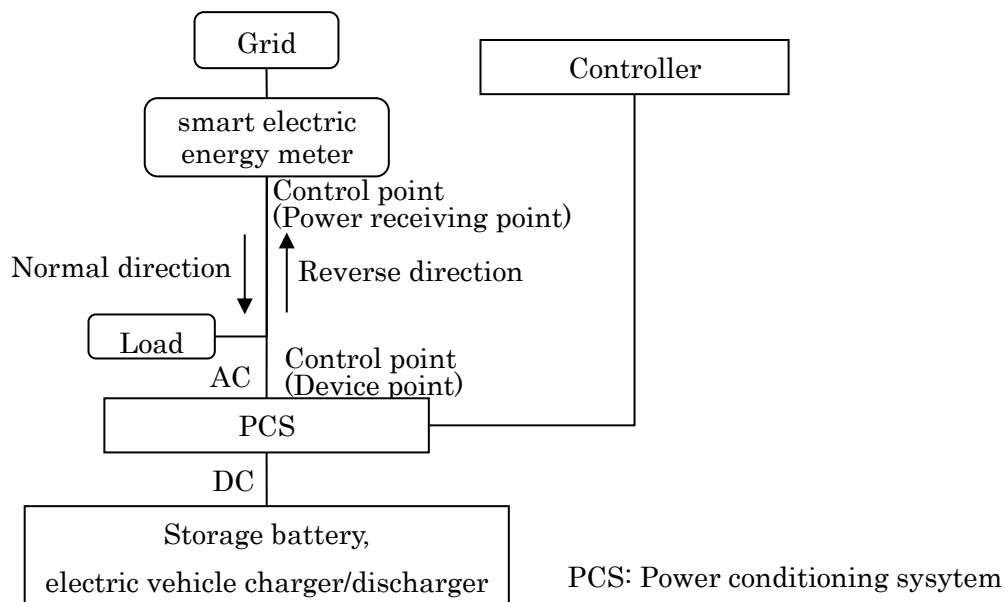 Grid
Controller
smart electric
energy meter
Control point
(Power receiving point)
Normal direction
Reverse direction
Load
Control point
(Device point)
AC
PCS
DC
Storage battery,
electric vehicle charger/discharger
PCS: Power conditioning sysytem